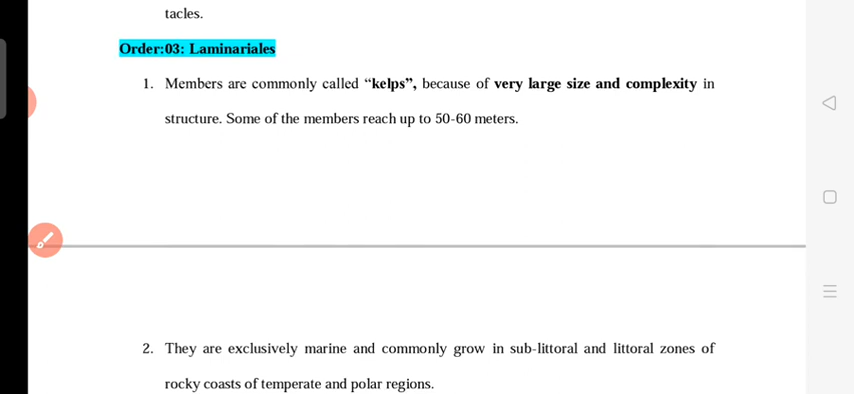 tacles.
Order:03: Laminariales
1. Members are commonly called “kelps”, because of very large size and complexity in
structure. Some of the members reach up to 50-60 meters.
2. They are exclusively marine and commonly grow in sub-littoral and littoral zones of
rocky coasts of temperate and polar regions.